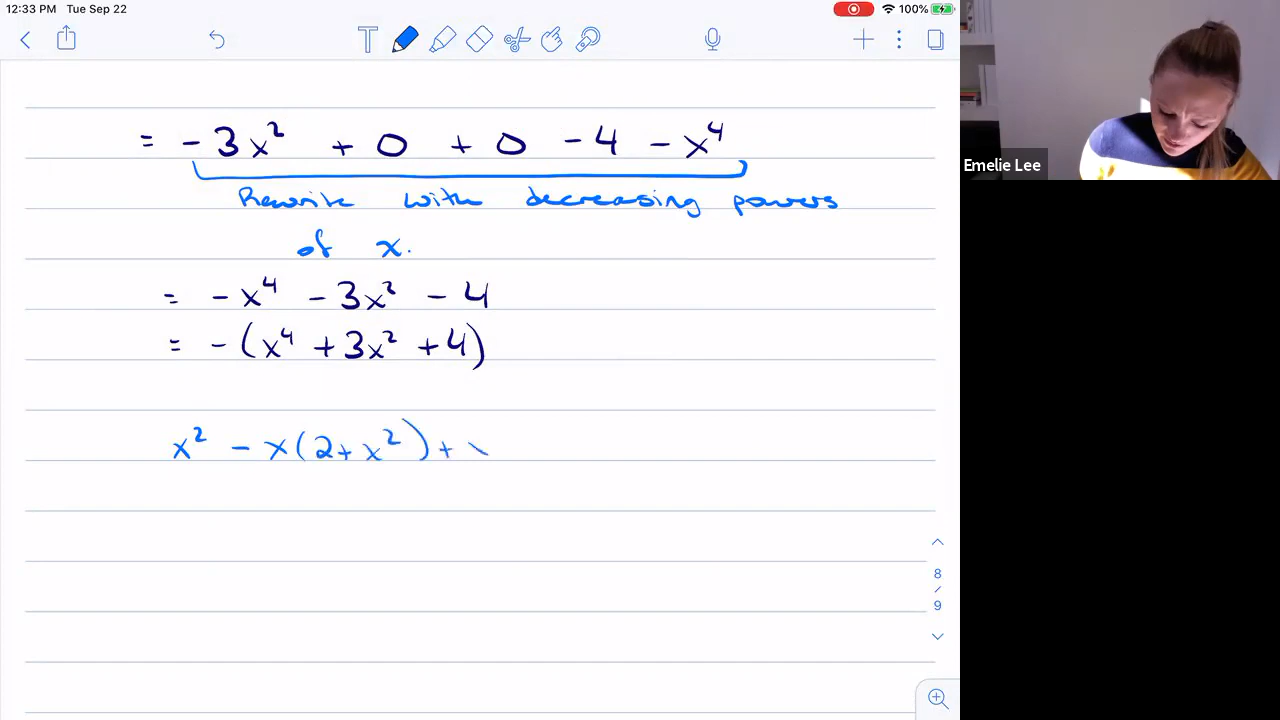 12:33 PM Tue Sep 22
100%
= -3x² + 0 + 0 - 4 - x⁴
Rewrite with decreasing powers
of x.
= -x⁴ - 3x² - 4
= -(x⁴ + 3x² + 4)
x² - x(2+x²) +
8
/
9
Emelie Lee